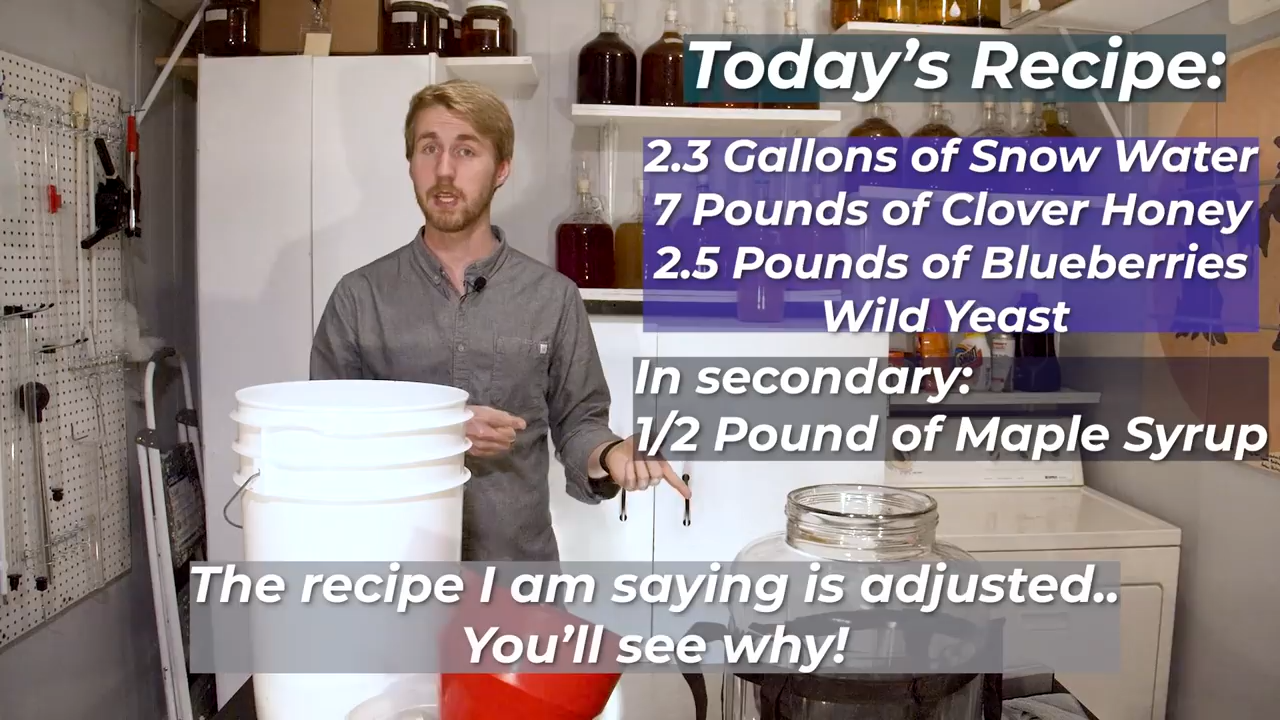 Today's Recipe:
2.3 Gallons of Snow Water
7 Pounds of Clover Honey
2.5 Pounds of Blueberries
Wild Yeast
In secondary:
1/2 Pound of Maple Syrup
The recipe I am saying is adjusted..
You'll see why!